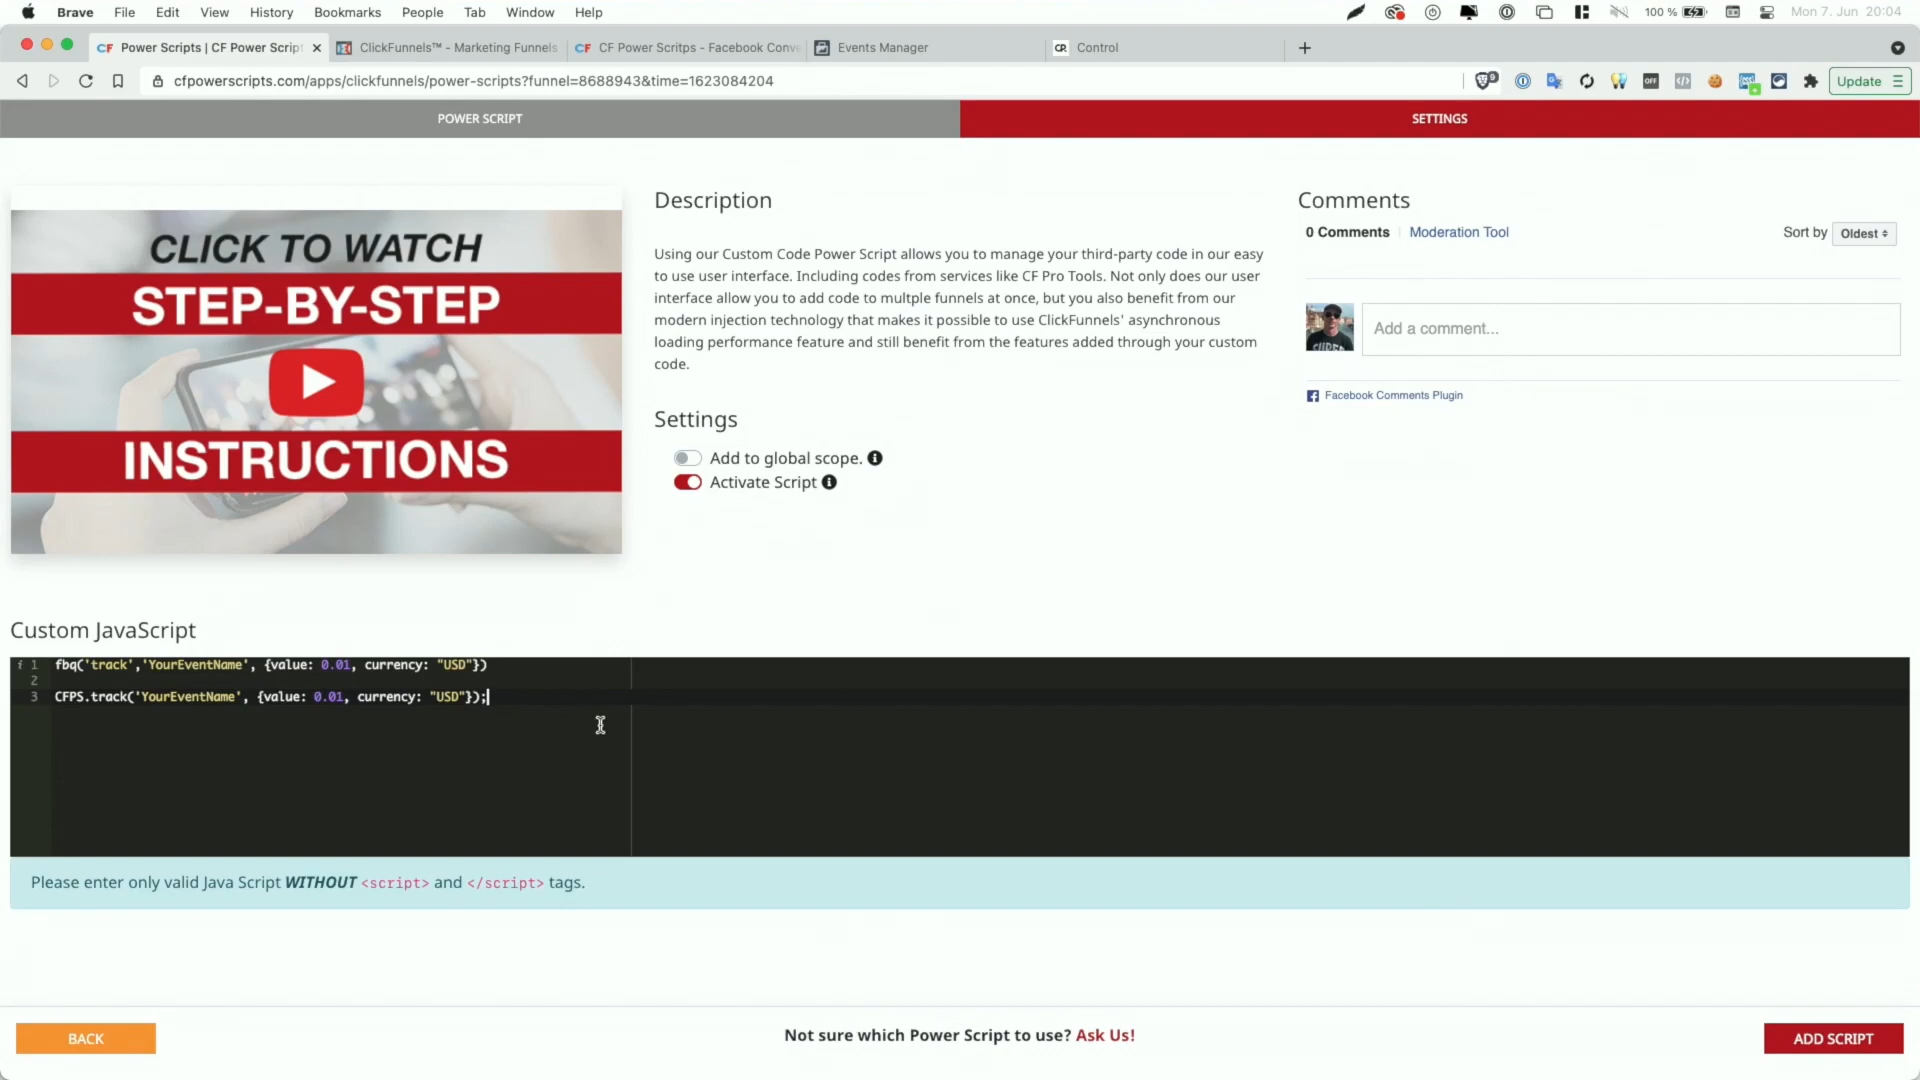 Brave File Edit View History Bookmarks People Tab Window Help 100 % Mon 7. Jun 20:04
CF Power Scripts | CF Power Script ClickFunnels™ - Marketing Funnels CF CF Power Scritps - Facebook Conve Events Manager Control
cfpowerscripts.com/apps/clickfunnels/power-scripts?funnel=8688943&time=1623084204 Update
POWER SCRIPT SETTINGS
CLICK TO WATCH
STEP-BY-STEP
INSTRUCTIONS
Description
Using our Custom Code Power Script allows you to manage your third-party code in our easy
to use user interface. Including codes from services like CF Pro Tools. Not only does our user
interface allow you to add code to multple funnels at once, but you also benefit from our
modern injection technology that makes it possible to use ClickFunnels' asynchronous
loading performance feature and still benefit from the features added through your custom
code.
Settings
Add to global scope.
Activate Script
Comments
0 Comments Moderation Tool Sort by Oldest
Add a comment...
Facebook Comments Plugin
Custom JavaScript
1 fbq('track','YourEventName', {value: 0.01, currency: "USD"})
2
3 CFPS.track('YourEventName', {value: 0.01, currency: "USD"});
Please enter only valid Java Script WITHOUT <script> and </script> tags.
BACK Not sure which Power Script to use? Ask Us! ADD SCRIPT